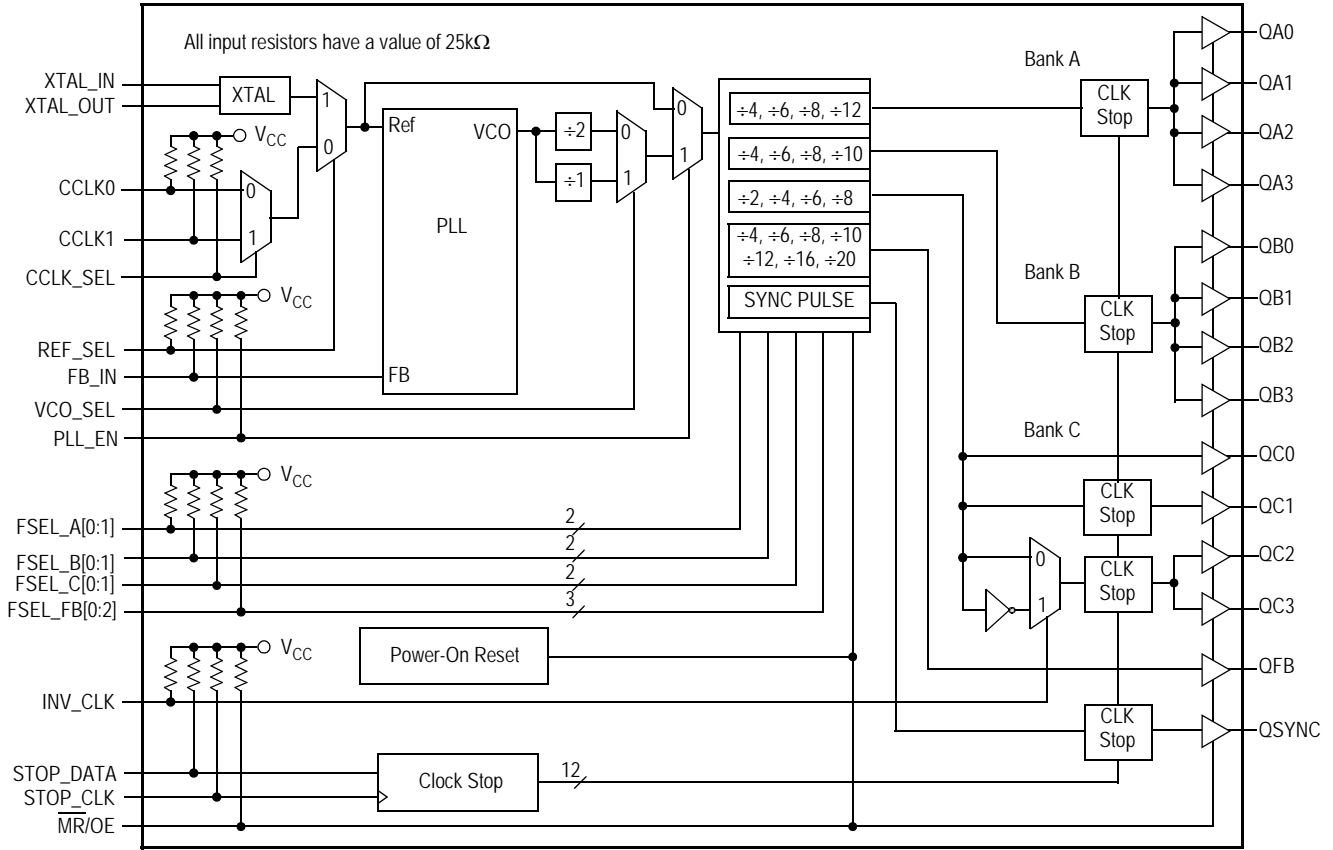 All input resistors have a value of 25kΩ
XTAL_IN
XTAL_OUT
XTAL
1
0
V_CC
CCLK0
CCLK1
CCLK_SEL
0
1
V_CC
REF_SEL
FB_IN
VCO_SEL
PLL_EN
Ref
VCO
PLL
FB
÷2
÷1
0
1
0
1
÷4, ÷6, ÷8, ÷12
÷4, ÷6, ÷8, ÷10
÷2, ÷4, ÷6, ÷8
÷4, ÷6, ÷8, ÷10
÷12, ÷16, ÷20
SYNC PULSE
Bank A
CLK
Stop
QA0
QA1
QA2
QA3
Bank B
CLK
Stop
QB0
QB1
QB2
QB3
Bank C
QC0
CLK
Stop
QC1
0
1
CLK
Stop
QC2
QC3
QFB
CLK
Stop
QSYNC
V_CC
FSEL_A[0:1]
2
FSEL_B[0:1]
2
FSEL_C[0:1]
2
FSEL_FB[0:2]
3
V_CC
Power-On Reset
INV_CLK
STOP_DATA
STOP_CLK
Clock Stop
12
M̅R̅/OE